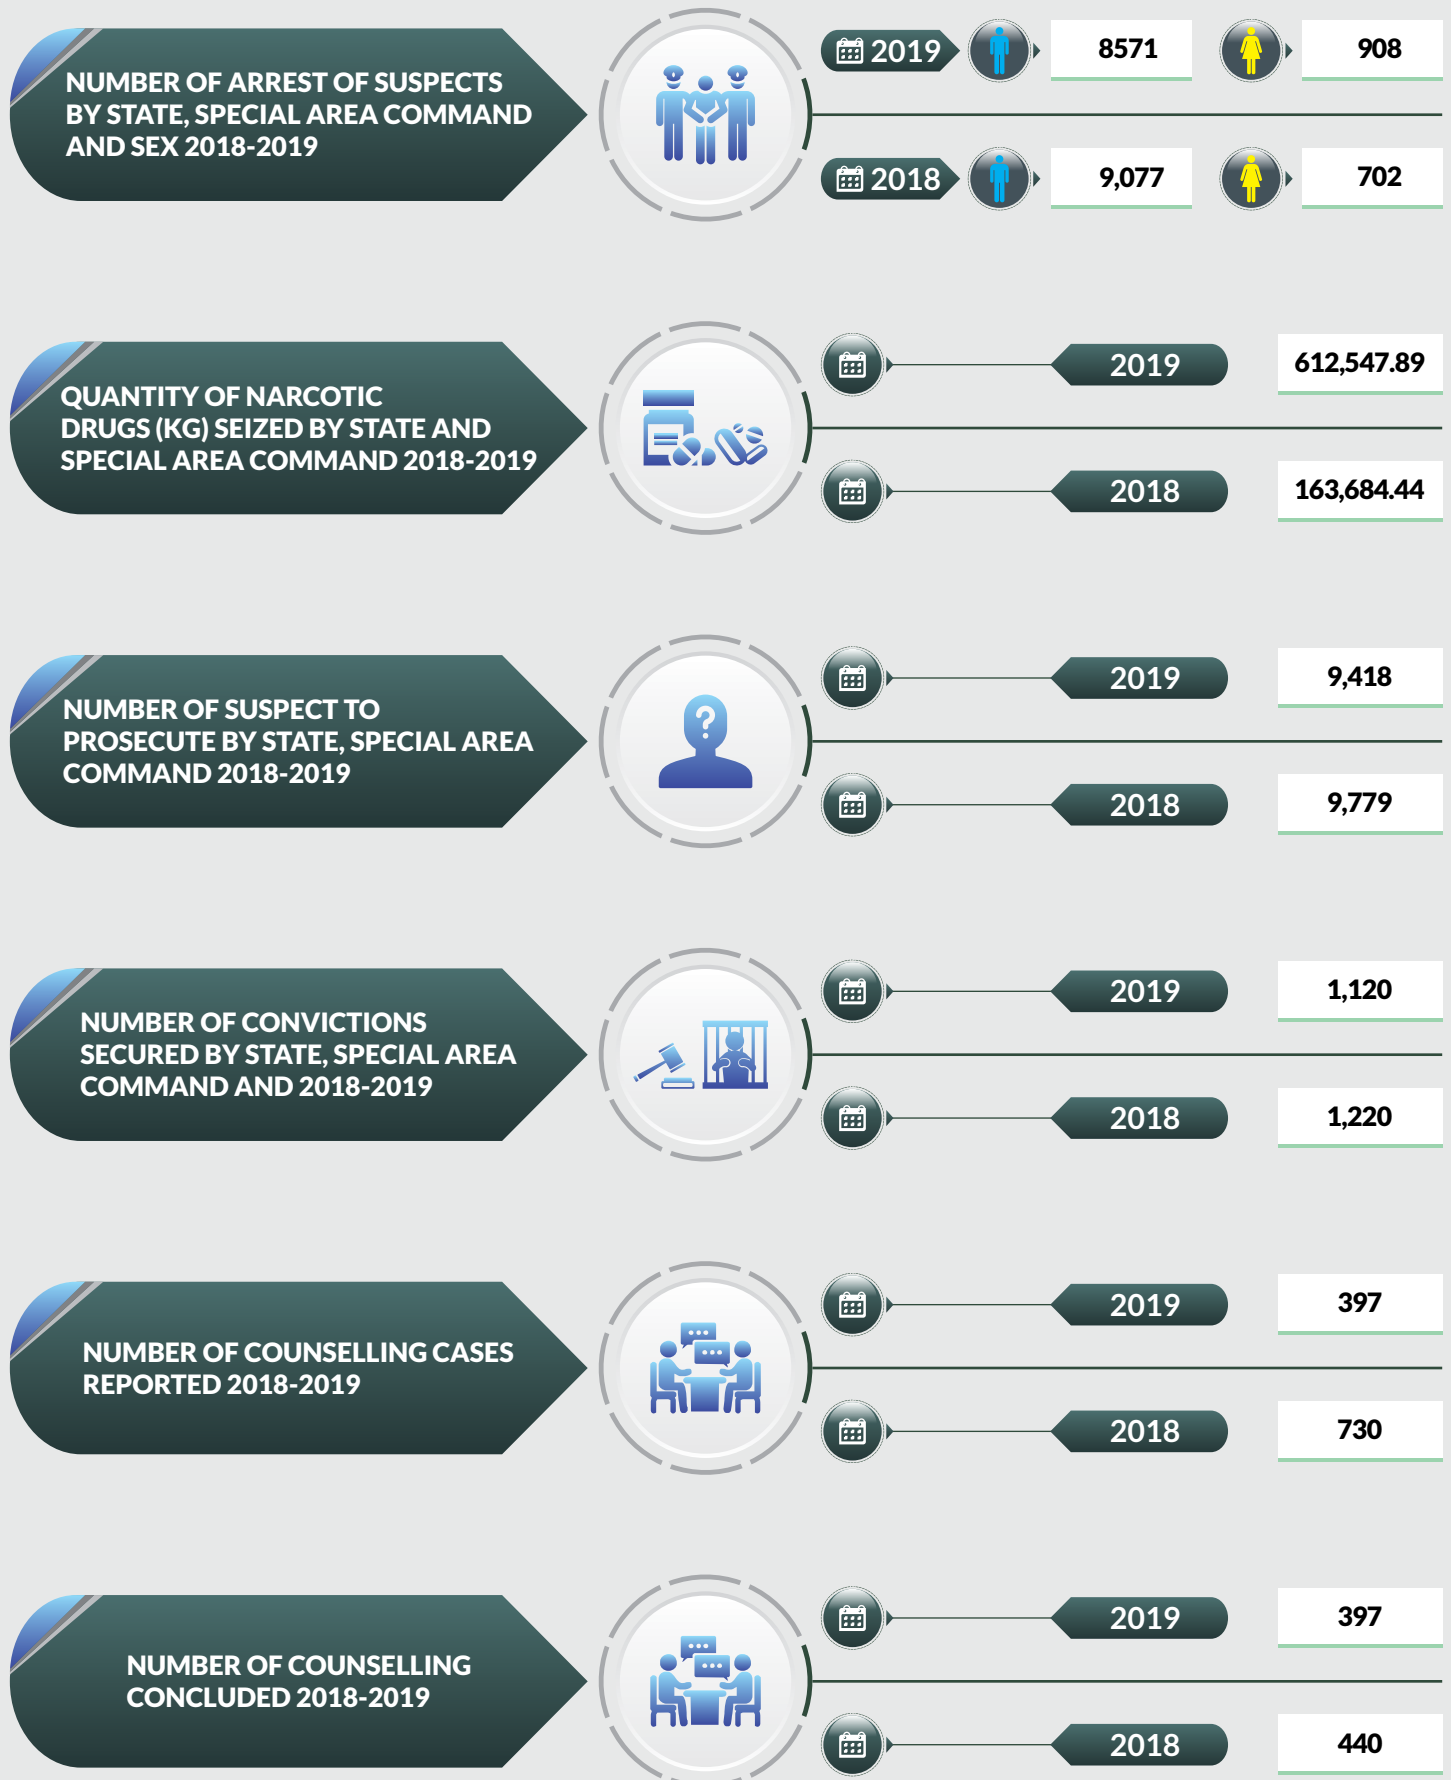 NUMBER OF ARREST OF SUSPECTS
BY STATE, SPECIAL AREA COMMAND
AND SEX 2018-2019
2019
8571
908
2018
9,077
702
QUANTITY OF NARCOTIC
DRUGS (KG) SEIZED BY STATE AND
SPECIAL AREA COMMAND 2018-2019
2019
612,547.89
2018
163,684.44
NUMBER OF SUSPECT TO
PROSECUTE BY STATE, SPECIAL AREA
COMMAND 2018-2019
2019
9,418
2018
9,779
NUMBER OF CONVICTIONS
SECURED BY STATE, SPECIAL AREA
COMMAND AND 2018-2019
2019
1,120
2018
1,220
NUMBER OF COUNSELLING CASES
REPORTED 2018-2019
2019
397
2018
730
NUMBER OF COUNSELLING
CONCLUDED 2018-2019
2019
397
2018
440